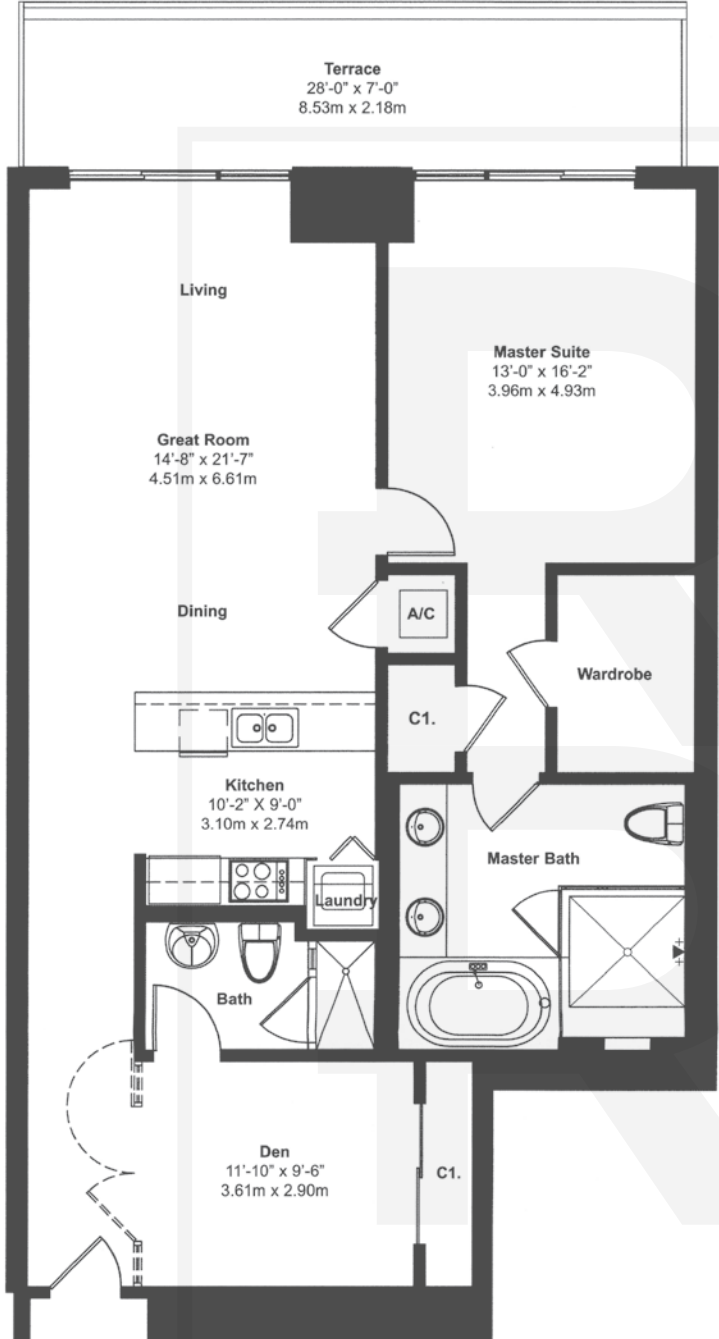 Terrace
28'-0" x 7'-0"
8.53m x 2.18m
Living
Master Suite
13'-0" x 16'-2"
3.96m x 4.93m
Great Room
14'-8" x 21'-7"
4.51m x 6.61m
Dining
A/C
Wardrobe
C1.
Kitchen
10'-2" X 9'-0"
3.10m x 2.74m
Master Bath
Laundry
Bath
Den
11'-10" x 9'-6"
3.61m x 2.90m
C1.